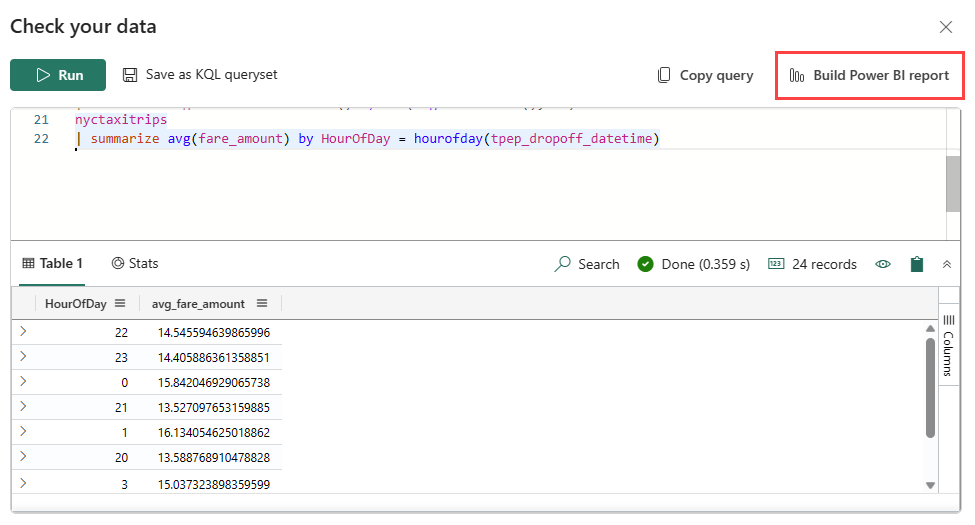 Check your data
Run
Save as KQL queryset
Copy query
Build Power BI report
21 nyctaxitrips
22 | summarize avg(fare_amount) by HourOfDay = hourofday(tpep_dropoff_datetime)
Table 1
Stats
Search
Done (0.359 s)
123
24 records
HourOfDay avg_fare_amount
22 14.545594639865996
23 14.405886361358851
0 15.842046929065738
21 13.527097653159885
1 16.134054625018862
20 13.588768910478828
3 15.037323898359599
Columns